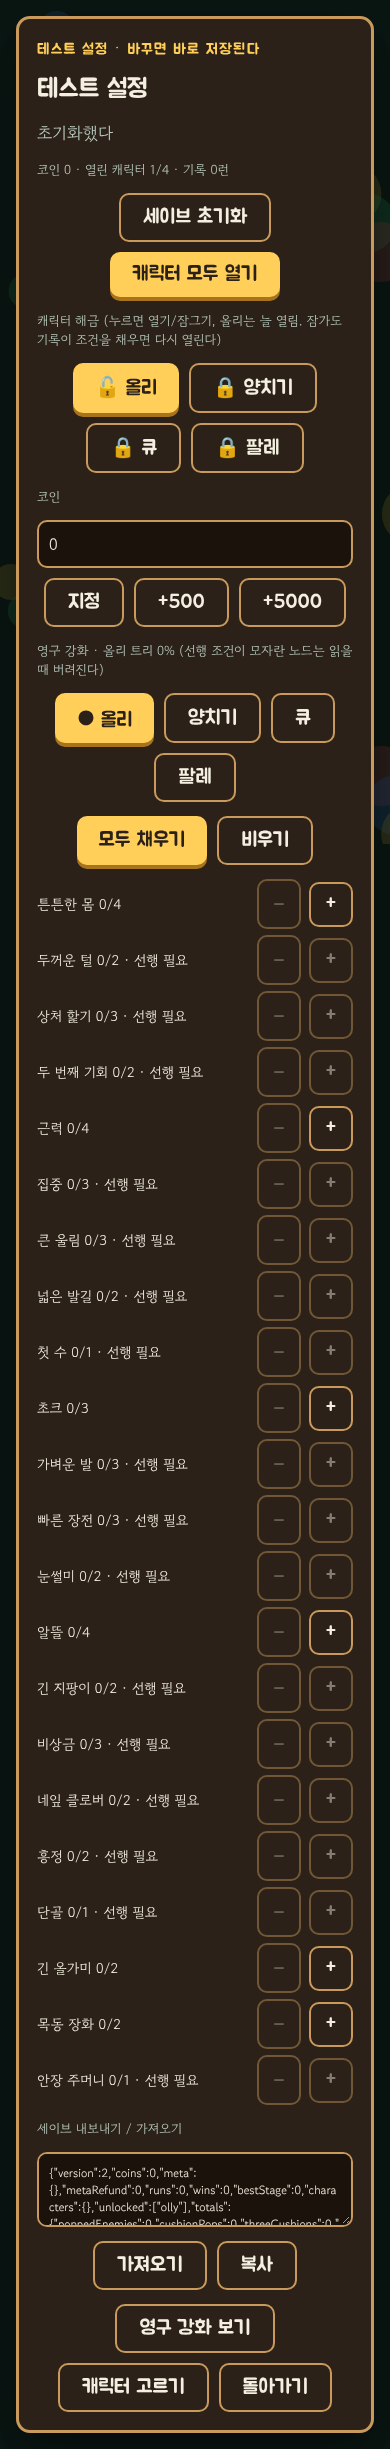 테스트 설정 · 바꾸면 바로 저장된다
테스트 설정
초기화했다
코인 0 · 열린 캐릭터 1/4 · 기록 0런
세이브 초기화
캐릭터 모두 열기
캐릭터 해금 (누르면 열기/잠그기, 올리는 늘 열림. 잠가도
기록이 조건을 채우면 다시 열린다)
🔓 올리 🔒 양치기
🔒 큐 🔒 팔레
코인
0
지정 +500 +5000
영구 강화 · 올리 트리 0% (선행 조건이 모자란 노드는 읽을
때 버려진다)
● 올리 양치기 큐
팔레
모두 채우기 비우기
튼튼한 몸 0/4 − +
두꺼운 털 0/2 · 선행 필요 − +
상처 핥기 0/3 · 선행 필요 − +
두 번째 기회 0/2 · 선행 필요 − +
근력 0/4 − +
집중 0/3 · 선행 필요 − +
큰 울림 0/3 · 선행 필요 − +
넓은 발길 0/2 · 선행 필요 − +
첫 수 0/1 · 선행 필요 − +
초크 0/3 − +
가벼운 발 0/3 · 선행 필요 − +
빠른 장전 0/3 · 선행 필요 − +
눈썰미 0/2 · 선행 필요 − +
알뜰 0/4 − +
긴 지팡이 0/2 · 선행 필요 − +
비상금 0/3 · 선행 필요 − +
네잎 클로버 0/2 · 선행 필요 − +
흥정 0/2 · 선행 필요 − +
단골 0/1 · 선행 필요 − +
긴 올가미 0/2 − +
목동 장화 0/2 − +
안장 주머니 0/1 · 선행 필요 − +
세이브 내보내기 / 가져오기
{"version":2,"coins":0,"meta":
{},"metaRefund":0,"runs":0,"wins":0,"bestStage":0,"chara
cters":{},"unlocked":["olly"],"totals":
{"poppedEnemies":0,"cushionPops":0,"threeCushions":0,"
가져오기 복사
영구 강화 보기
캐릭터 고르기 돌아가기